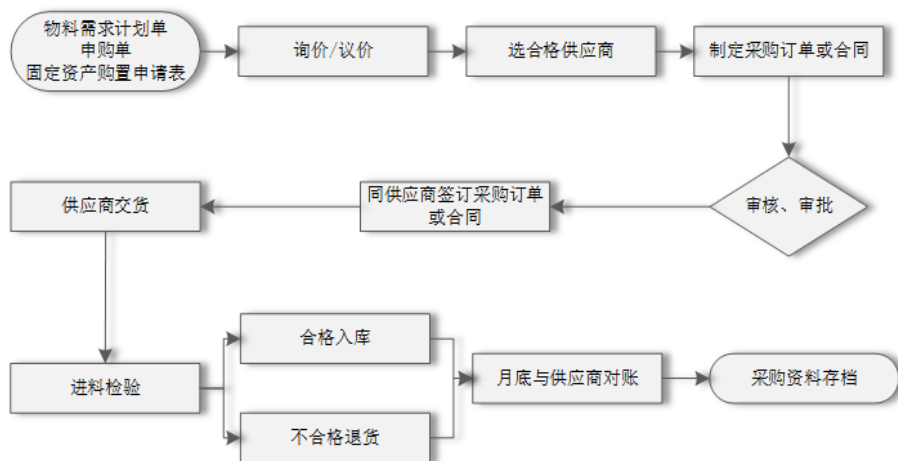 物料需求计划单
申购单
固定资产购置申请表
询价/议价
选合格供应商
制定采购订单或合同
审核、审批
同供应商签订采购订单
或合同
供应商交货
进料检验
合格入库
不合格退货
月底与供应商对账
采购资料存档